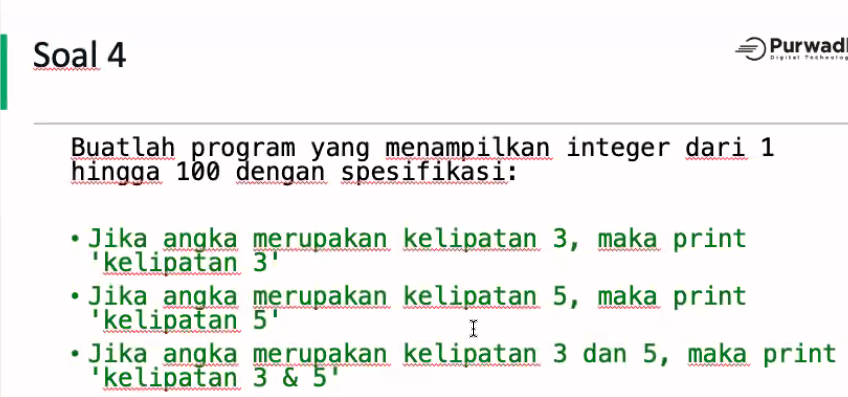 Soal 4
Purwad
Digital Technolog
Buatlah program yang menampilkan integer dari 1
hingga 100 dengan spesifikasi:
• Jika angka merupakan kelipatan 3, maka print
'kelipatan 3'
• Jika angka merupakan kelipatan 5, maka print
'kelipatan 5'
• Jika angka merupakan kelipatan 3 dan 5, maka print
'kelipatan 3 & 5'